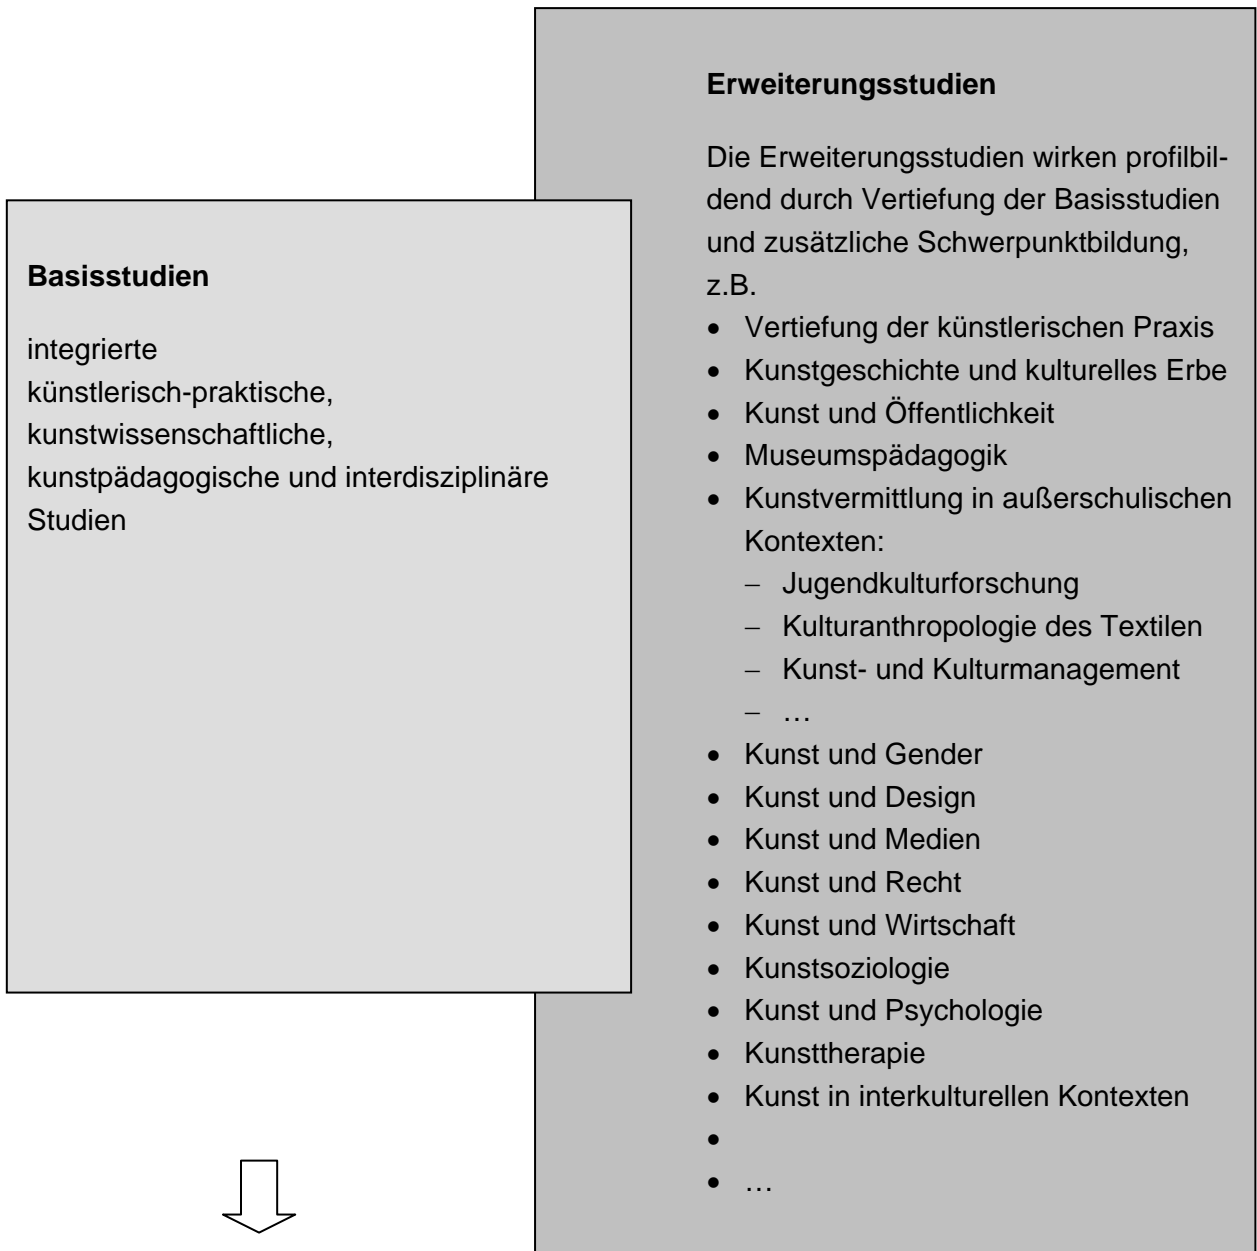 Basisstudien
integrierte
künstlerisch-praktische,
kunstwissenschaftliche,
kunstpädagogische und interdisziplinäre
Studien
Erweiterungsstudien
Die Erweiterungsstudien wirken profilbil-
dend durch Vertiefung der Basisstudien
und zusätzliche Schwerpunktbildung,
z.B.
• Vertiefung der künstlerischen Praxis
• Kunstgeschichte und kulturelles Erbe
• Kunst und Öffentlichkeit
• Museumspädagogik
• Kunstvermittlung in außerschulischen
Kontexten:
– Jugendkulturforschung
– Kulturanthropologie des Textilen
– Kunst- und Kulturmanagement
– …
• Kunst und Gender
• Kunst und Design
• Kunst und Medien
• Kunst und Recht
• Kunst und Wirtschaft
• Kunstsoziologie
• Kunst und Psychologie
• Kunsttherapie
• Kunst in interkulturellen Kontexten
•
• …